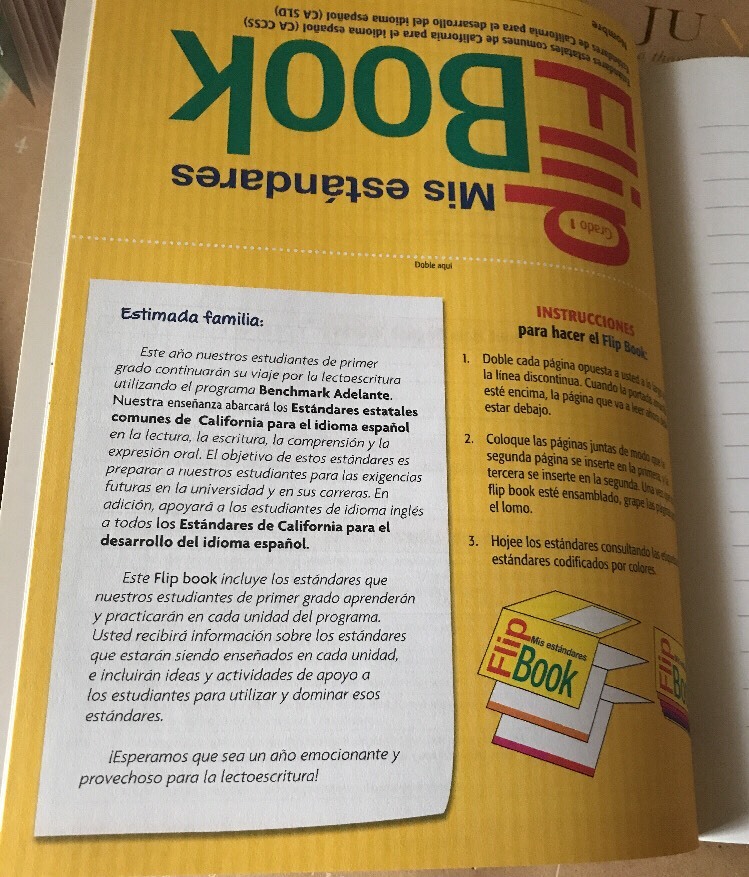 JU
Nombre
Estándares de California para el desarrollo del idioma español (CA SLD)
Estándares estatales comunes de California para el idioma español (CA CCSS)
Flip
Book
Mis estándares
Grado 1
Doble aquí
Estimada familia:
Este año nuestros estudiantes de primer
grado continuarán su viaje por la lectoescritura
utilizando el programa Benchmark Adelante.
Nuestra enseñanza abarcará los Estándares estatales
comunes de California para el idioma español
en la lectura, la escritura, la comprensión y la
expresión oral. El objetivo de estos estándares es
preparar a nuestros estudiantes para las exigencias
futuras en la universidad y en sus carreras. En
adición, apoyará a los estudiantes de idioma inglés
a todos los Estándares de California para el
desarrollo del idioma español.
Este Flip book incluye los estándares que
nuestros estudiantes de primer grado aprenderán
y practicarán en cada unidad del programa.
Usted recibirá información sobre los estándares
que estarán siendo enseñados en cada unidad,
e incluirán ideas y actividades de apoyo a
los estudiantes para utilizar y dominar esos
estándares.
¡Esperamos que sea un año emocionante y
provechoso para la lectoescritura!
INSTRUCCIONES
para hacer el Flip Book:
1. Doble cada página opuesta a usted a lo largo
la línea discontinua. Cuando la portada
esté encima, la página que va a leer
estar debajo.
2. Coloque las páginas juntas de modo que
segunda página se inserte en la primera
tercera se inserte en la segunda. Una vez
flip book esté ensamblado, grape las páginas
el lomo.
3. Hojee los estándares consultando las
estándares codificados por colores.
Mis estándares
Flip
Book
4